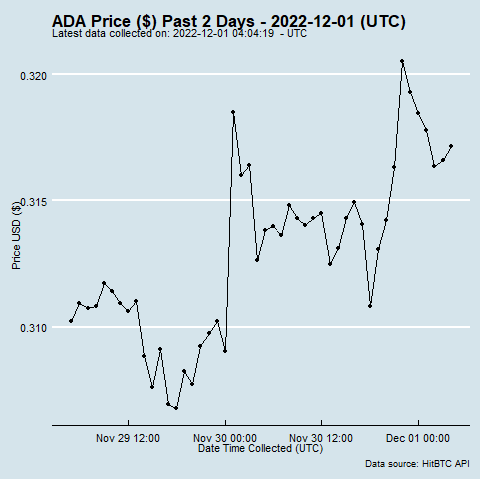 ADA Price ($) Past 2 Days - 2022-12-01 (UTC)
Latest data collected on: 2022-12-01 04:04:19 - UTC
0.320
0.315
0.310
Price USD ($)
Nov 29 12:00
Nov 30 00:00
Nov 30 12:00
Dec 01 00:00
Date Time Collected (UTC)
Data source: HitBTC API